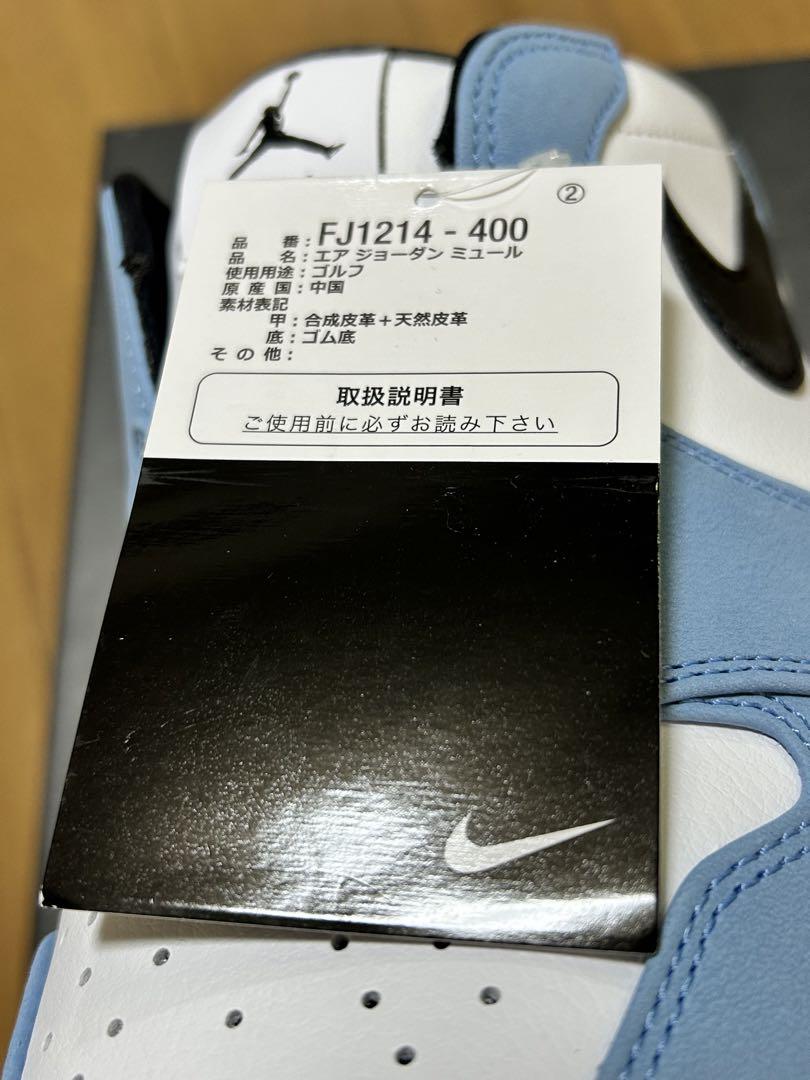 ②
品番:FJ1214-400
品名:エア ジョーダン ミュール
使用用途:ゴルフ
原産国:中国
素材表記
甲:合成皮革+天然皮革
底:ゴム底
その他:
取扱説明書
ご使用前に必ずお読み下さい